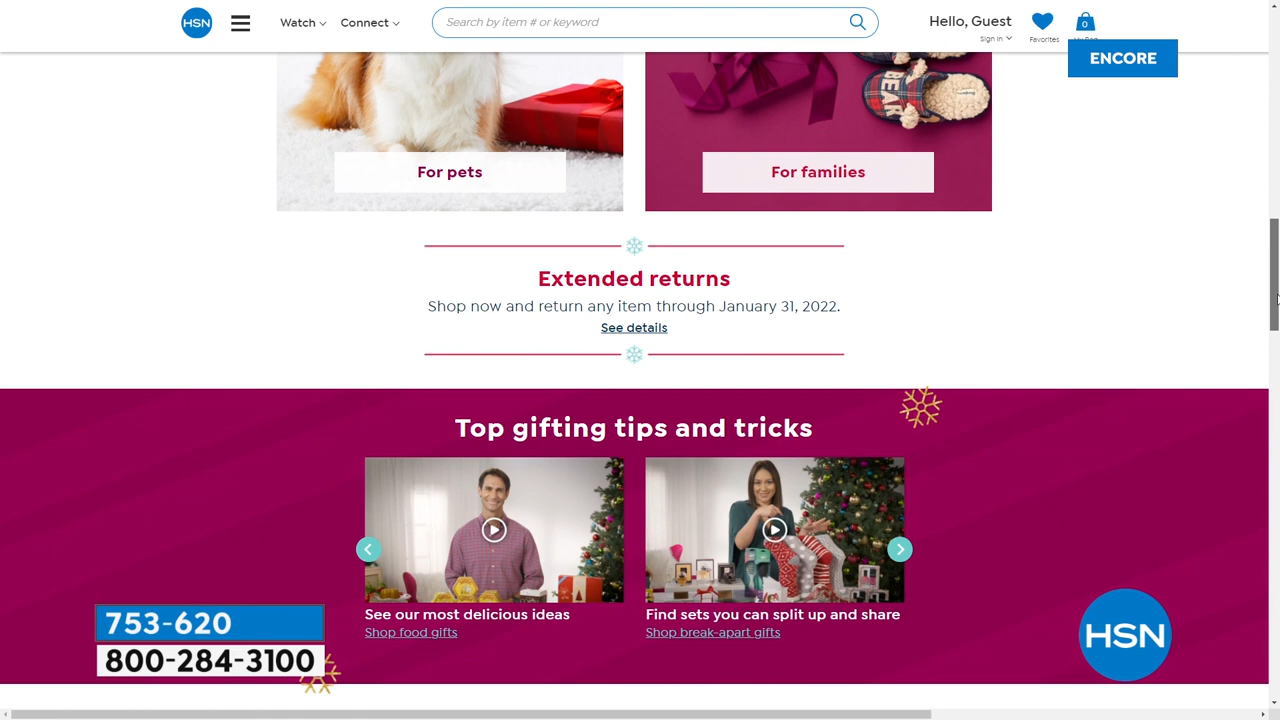 HSN
Watch
Connect
Search by item # or keyword
Hello, Guest
Sign In
Favorites
0
ENCORE
BEAR
For pets
For families
Extended returns
Shop now and return any item through January 31, 2022.
See details
Top gifting tips and tricks
See our most delicious ideas
Shop food gifts
Find sets you can split up and share
Shop break-apart gifts
753-620
800-284-3100
HSN